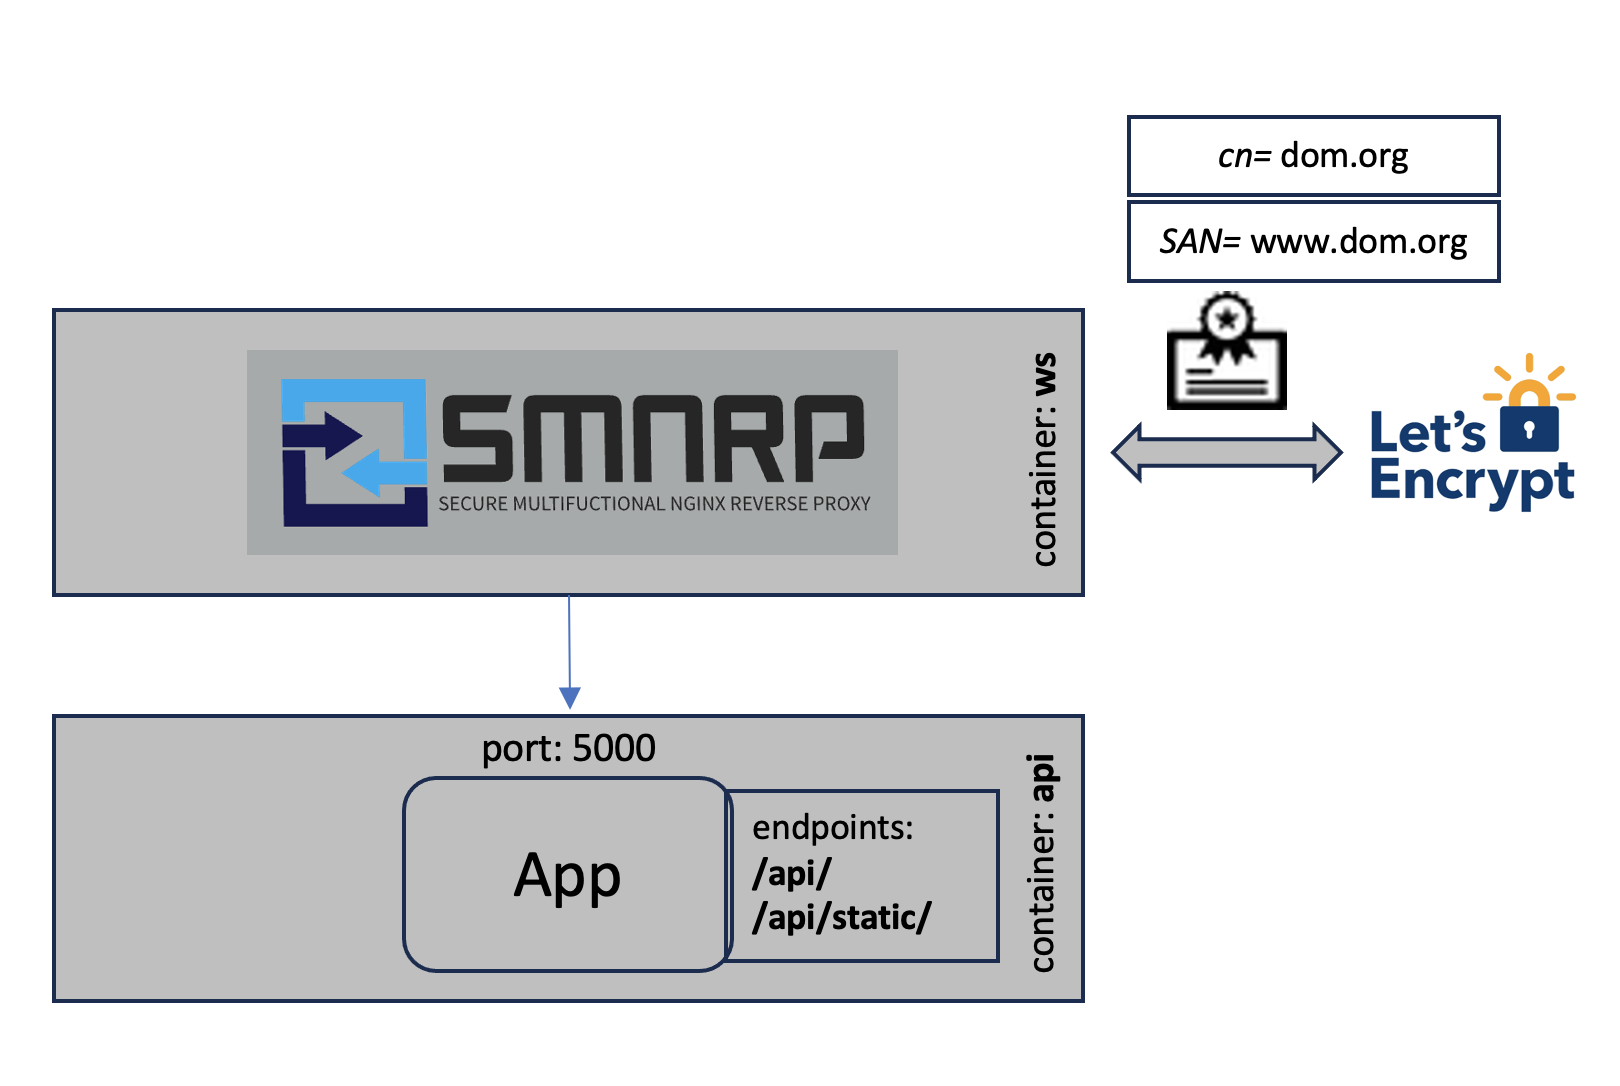 cn= dom.org
SAN= www.dom.org
SMNRP
SECURE MULTIFUCTIONAL NGINX REVERSE PROXY
container: ws
Let's
Encrypt
port: 5000
App
endpoints:
/api/
/api/static/
container: api